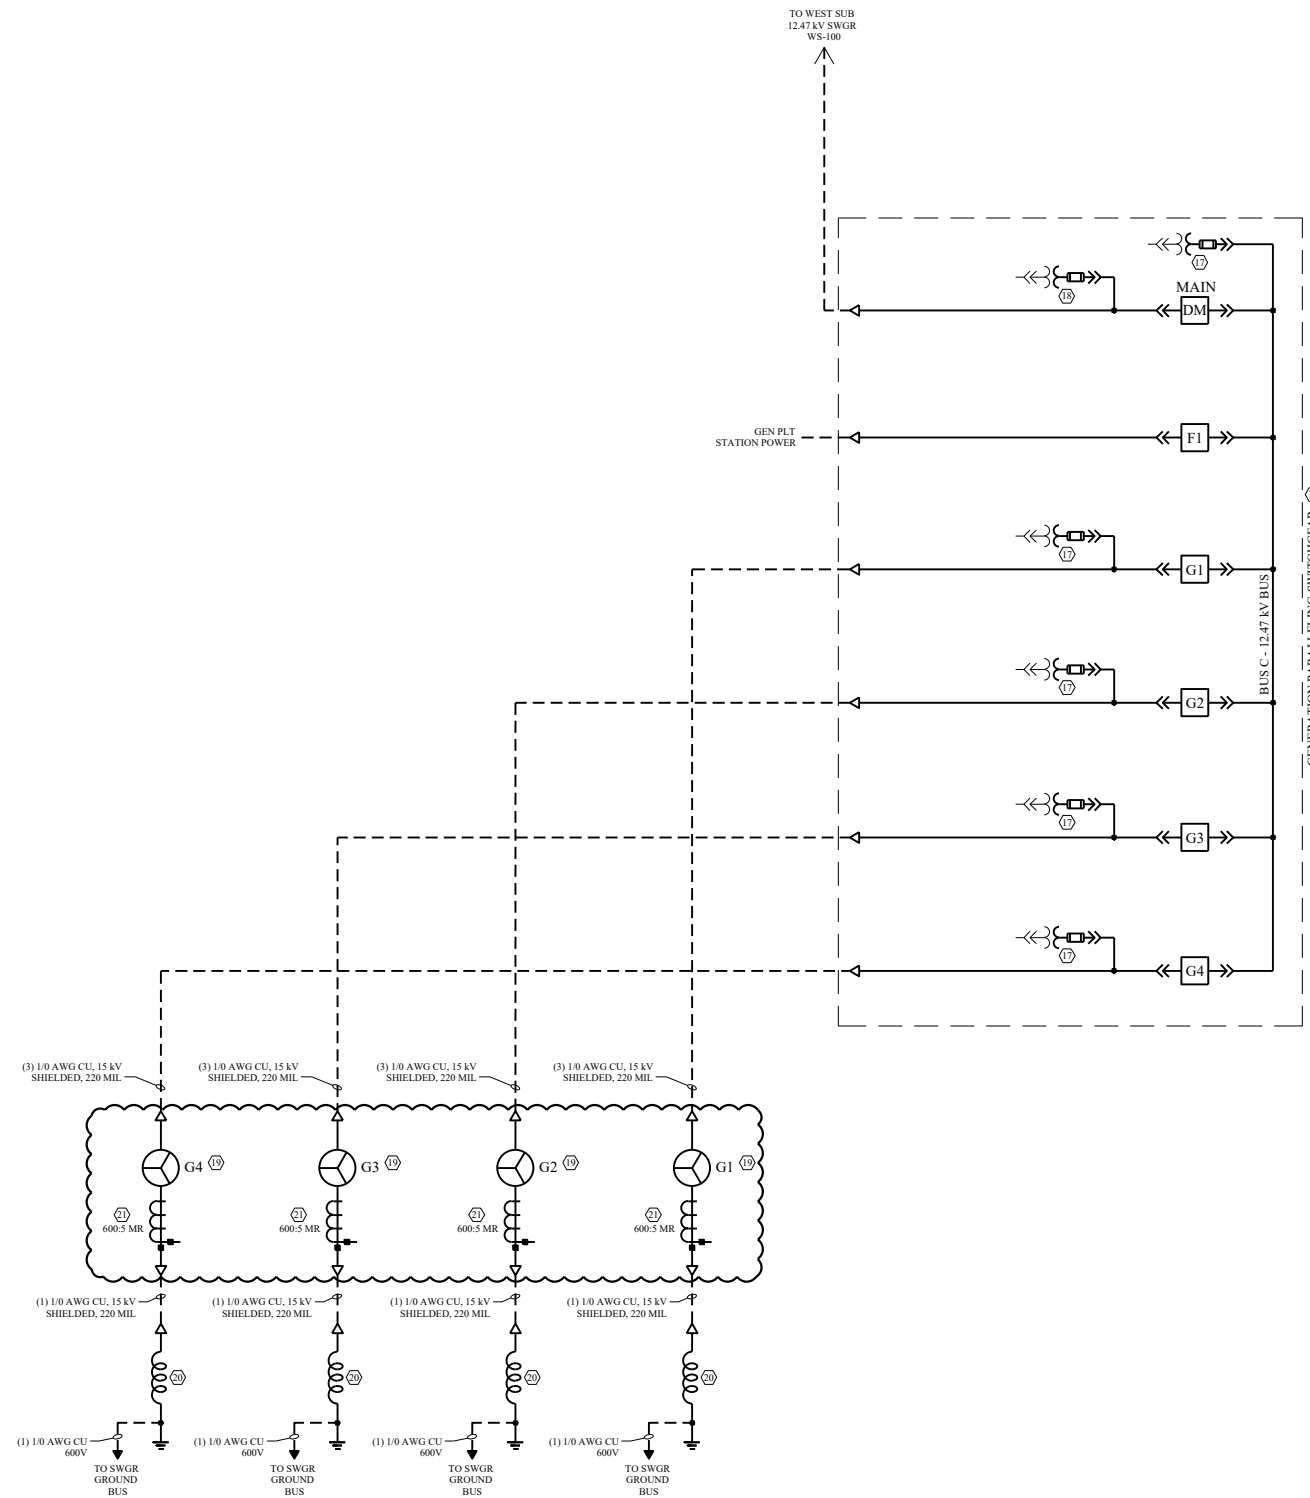 TO WEST SUB
12.47 kV SWGR
WS-100
17
18
MAIN
DM
GEN PLT
STATION POWER
F1
17
G1
BUS C - 12.47 kV BUS
GENERATION PARALLELING SWITCHGEAR
17
G2
17
G3
17
G4
(3) 1/0 AWG CU, 15 kV
SHIELDED, 220 MIL
(3) 1/0 AWG CU, 15 kV
SHIELDED, 220 MIL
(3) 1/0 AWG CU, 15 kV
SHIELDED, 220 MIL
(3) 1/0 AWG CU, 15 kV
SHIELDED, 220 MIL
G4 19
G3 19
G2 19
G1 19
21
600:5 MR
21
600:5 MR
21
600:5 MR
21
600:5 MR
(1) 1/0 AWG CU, 15 kV
SHIELDED, 220 MIL
(1) 1/0 AWG CU, 15 kV
SHIELDED, 220 MIL
(1) 1/0 AWG CU, 15 kV
SHIELDED, 220 MIL
(1) 1/0 AWG CU, 15 kV
SHIELDED, 220 MIL
20
20
20
20
(1) 1/0 AWG CU
600V
(1) 1/0 AWG CU
600V
(1) 1/0 AWG CU
600V
(1) 1/0 AWG CU
600V
TO SWGR
GROUND
BUS
TO SWGR
GROUND
BUS
TO SWGR
GROUND
BUS
TO SWGR
GROUND
BUS